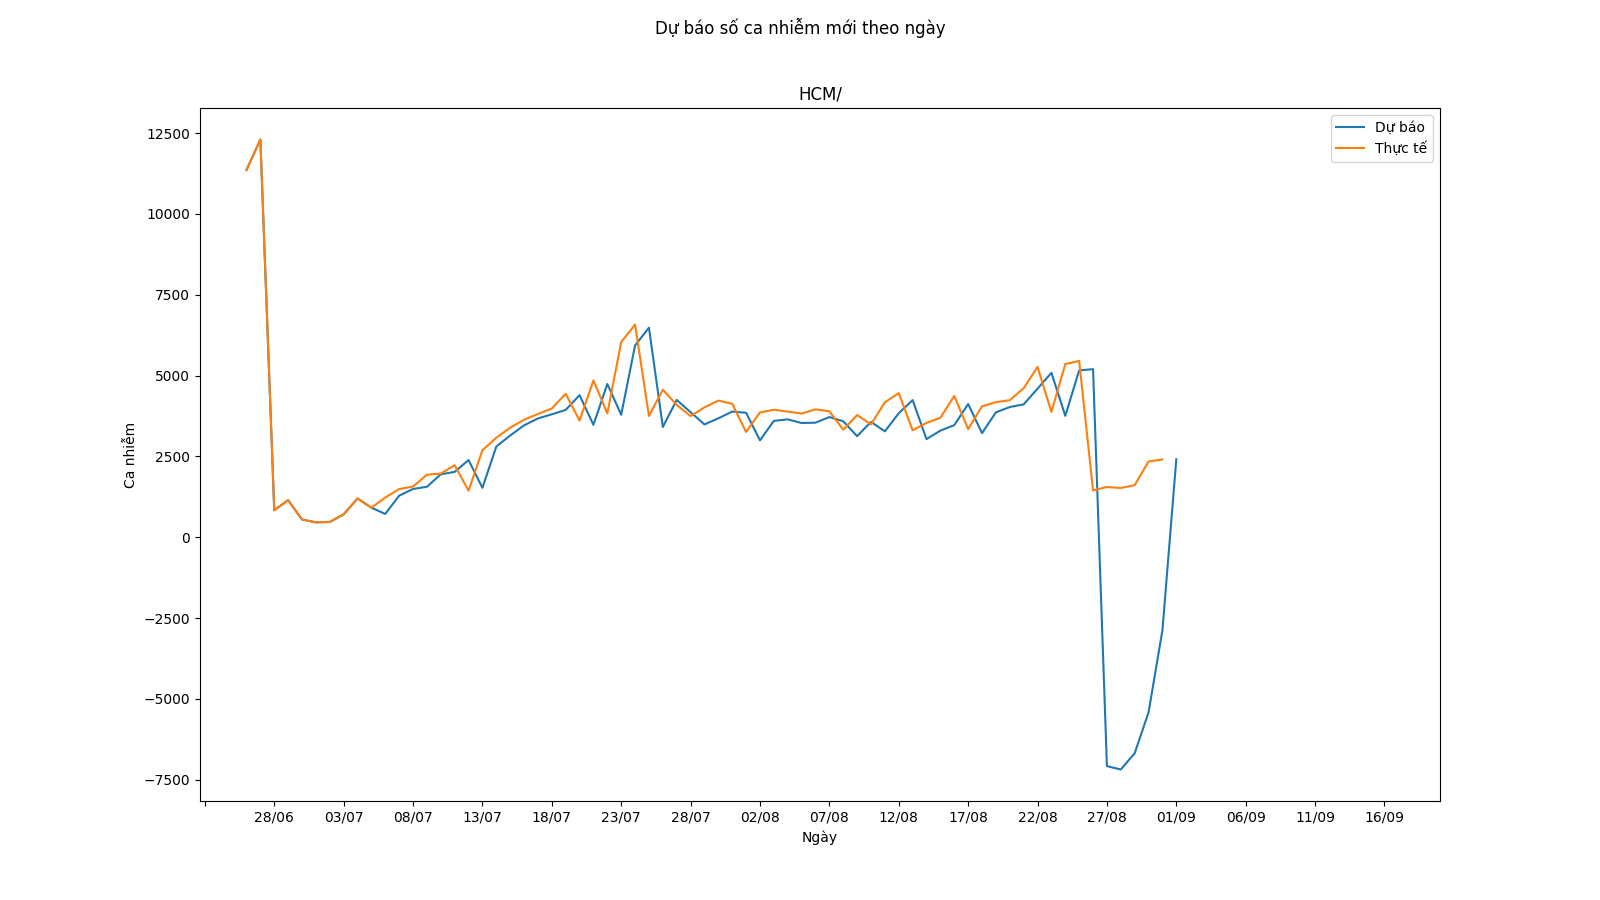 Dự báo số ca nhiễm mới theo ngày
HCM/
Dự báo
Thực tế
12500
10000
7500
5000
2500
0
−2500
−5000
−7500
Ca nhiễm
28/06 03/07 08/07 13/07 18/07 23/07 28/07 02/08 07/08 12/08 17/08 22/08 27/08 01/09 06/09 11/09 16/09
Ngày